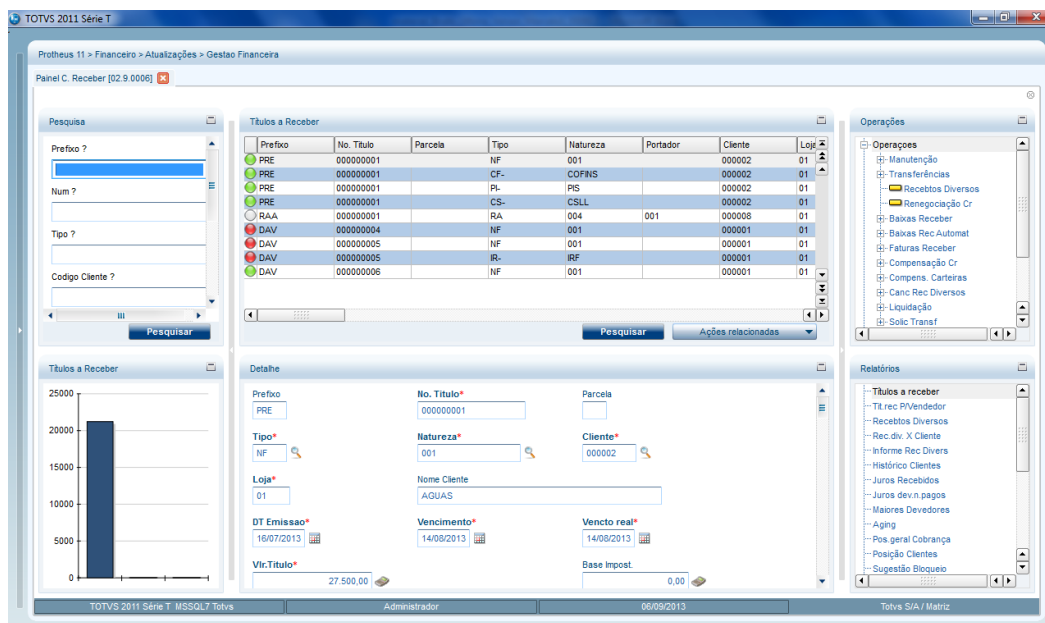 TOTVS 2011 Série T
Protheus 11 > Financeiro > Atualizações > Gestao Financeira
Painel C. Receber [02.9.0006]
Pesquisa
Prefixo ?
Num ?
Tipo ?
Codigo Cliente ?
Pesquisar
Títulos a Receber
Prefixo No. Titulo Parcela Tipo Natureza Portador Cliente Loja
PRE 000000001 NF 001 000002 01
PRE 000000001 CF- COFINS 000002 01
PRE 000000001 PI- PIS 000002 01
PRE 000000001 CS- CSLL 000002 01
RAA 000000001 RA 004 001 000008 01
DAV 000000004 NF 001 000001 01
DAV 000000005 NF 001 000001 01
DAV 000000005 IR- IRF 000001 01
DAV 000000006 NF 001 000001 01
Pesquisar Ações relacionadas
Operações
Operaçoes
Manutenção
Transferências
Recebtos Diversos
Renegociação Cr
Baixas Receber
Baixas Rec Automat
Faturas Receber
Compensação Cr
Compens. Carteiras
Canc Rec Diversos
Liquidação
Solic Transf
Títulos a Receber
25000
20000
15000
10000
5000
0
Detalhe
Prefixo No. Titulo* Parcela
PRE 000000001
Tipo* Natureza* Cliente*
NF 001 000002
Loja* Nome Cliente
01 AGUAS
DT Emissao* Vencimento* Vencto real*
16/07/2013 14/08/2013 14/08/2013
Vlr.Titulo* Base Impost.
27.500,00 0,00
Relatórios
Títulos a receber
Tit.rec P/Vendedor
Recebtos Diversos
Rec.div. X Cliente
Informe Rec Divers
Histórico Clientes
Juros Recebidos
Juros dev.n.pagos
Maiores Devedores
Aging
Pos.geral Cobrança
Posição Clientes
Sugestão Bloqueio
TOTVS 2011 Série T MSSQL7 Totvs Administrador 06/09/2013 Totvs S/A / Matriz